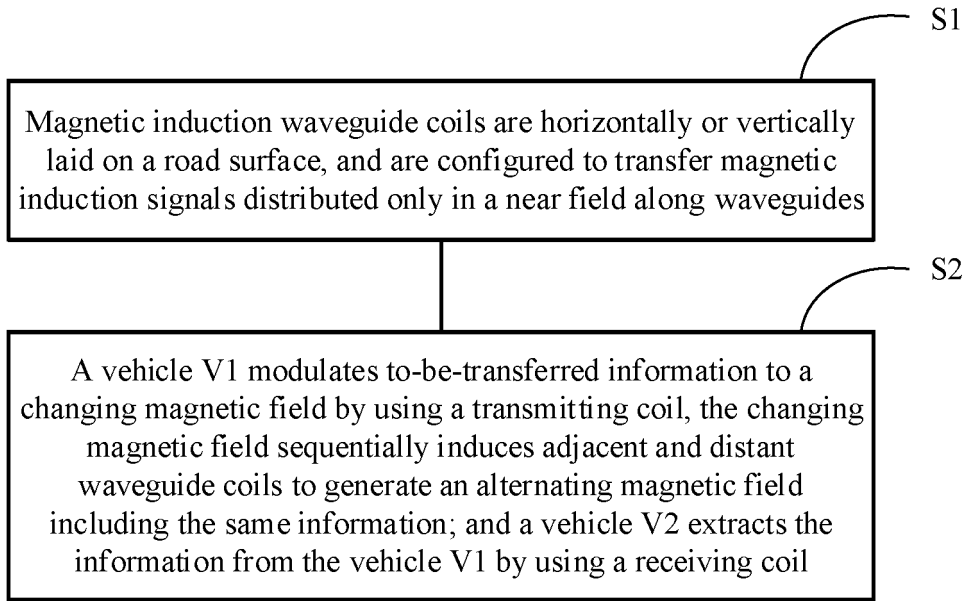 S1
Magnetic induction waveguide coils are horizontally or vertically
laid on a road surface, and are configured to transfer magnetic
induction signals distributed only in a near field along waveguides
S2
A vehicle V1 modulates to-be-transferred information to a
changing magnetic field by using a transmitting coil, the changing
magnetic field sequentially induces adjacent and distant
waveguide coils to generate an alternating magnetic field
including the same information; and a vehicle V2 extracts the
information from the vehicle V1 by using a receiving coil